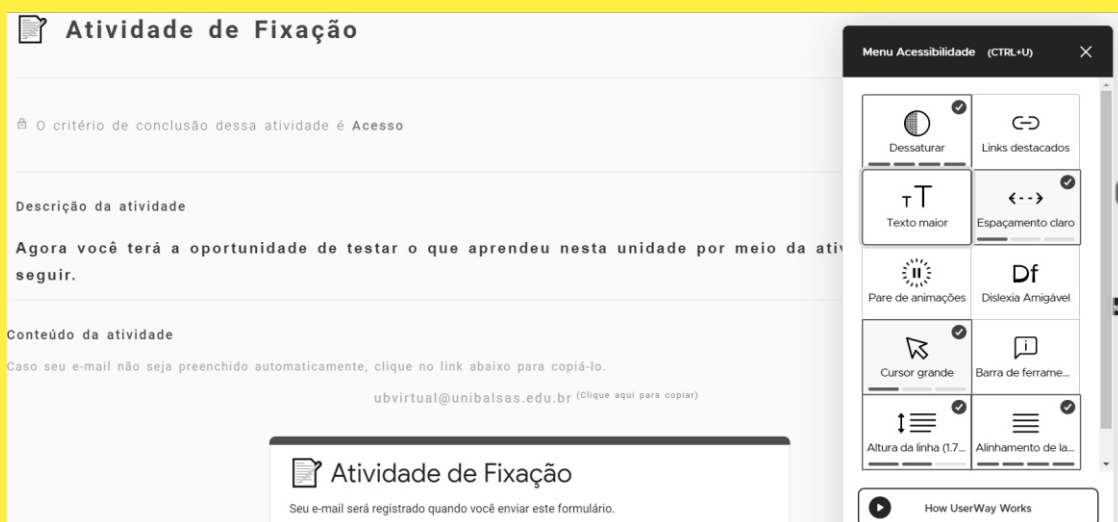 Atividade de Fixação
O critério de conclusão dessa atividade é Acesso
Descrição da atividade
Agora você terá a oportunidade de testar o que aprendeu nesta unidade por meio da
seguir.
Conteúdo da atividade
Caso seu e-mail não seja preenchido automaticamente, clique no link abaixo para copiá-lo.
ubvirtual@unibalsas.edu.br (Clique aqui para copiar)
Atividade de Fixação
Seu e-mail será registrado quando você enviar este formulário.
Menu Acessibilidade (CTRL+U)
Dessaturar
Links destacados
Texto maior
Espaçamento claro
Pare de animações
Dislexia Amigável
Cursor grande
Barra de ferrame...
Altura da linha (1.7...
Alinhamento de la...
How UserWay Works